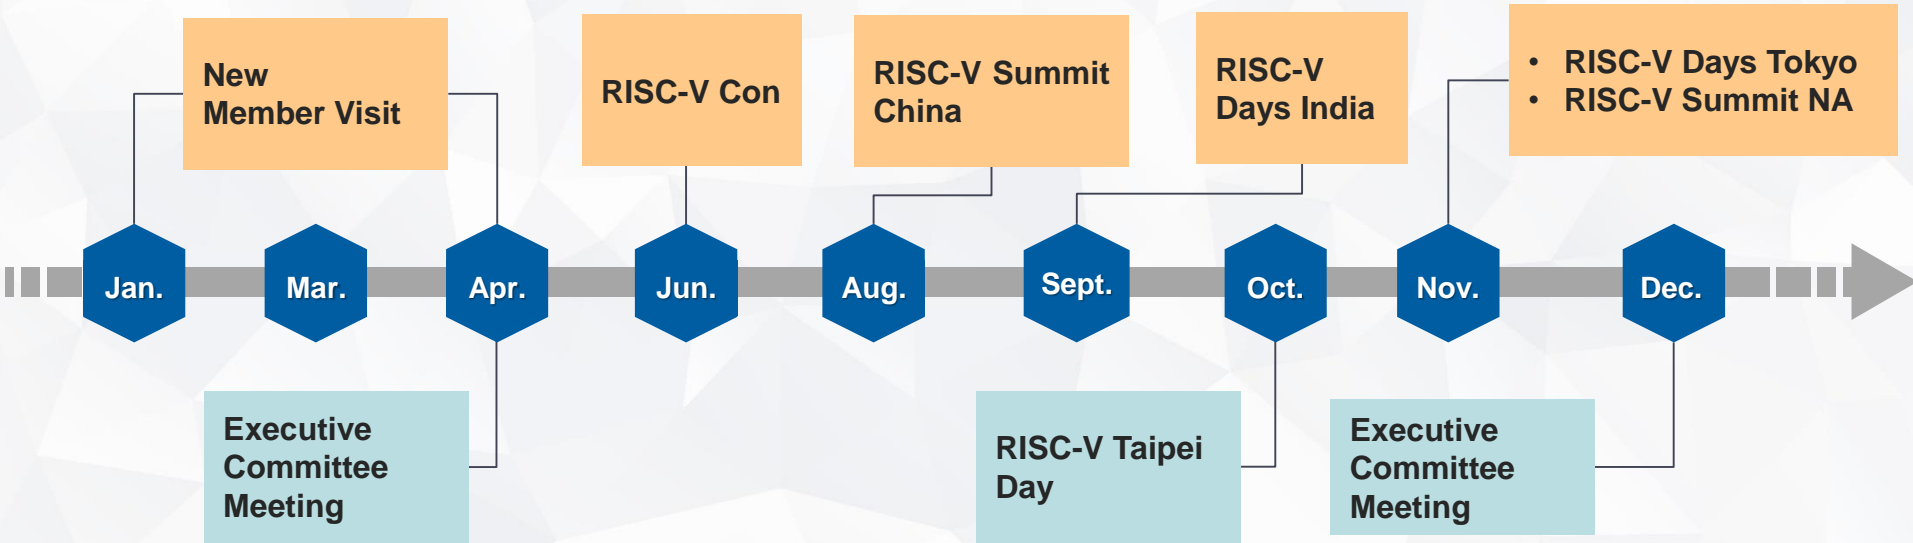 New
Member Visit
RISC-V Con
RISC-V Summit
China
RISC-V
Days India
• RISC-V Days Tokyo
• RISC-V Summit NA
Jan.
Mar.
Apr.
Jun.
Aug.
Sept.
Oct.
Nov.
Dec.
Executive
Committee
Meeting
RISC-V Taipei
Day
Executive
Committee
Meeting